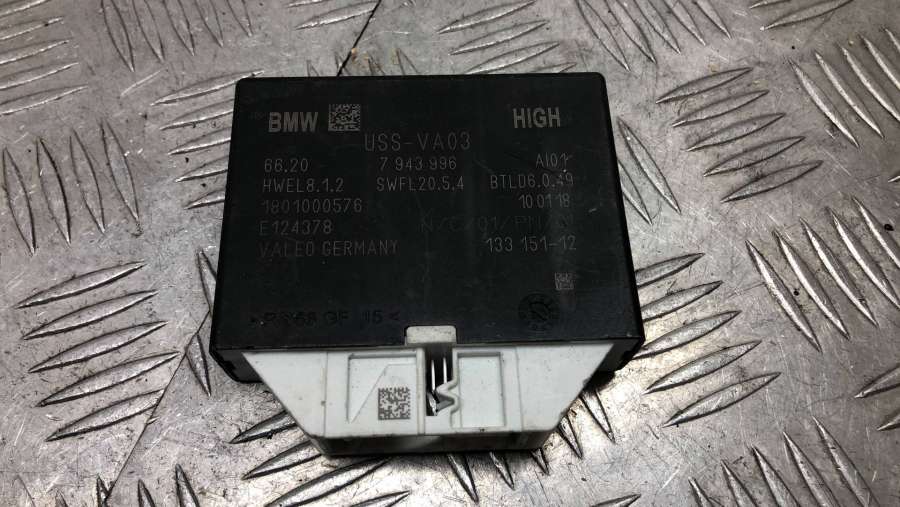 BMW HIGH
USS-VA03
66.20 7 943 996 AI01
HWEL8.1.2 SWFL20.5.4 BTLD6.0.49
1801000576 10 01 18
E124378
VALEO GERMANY 133 151-12